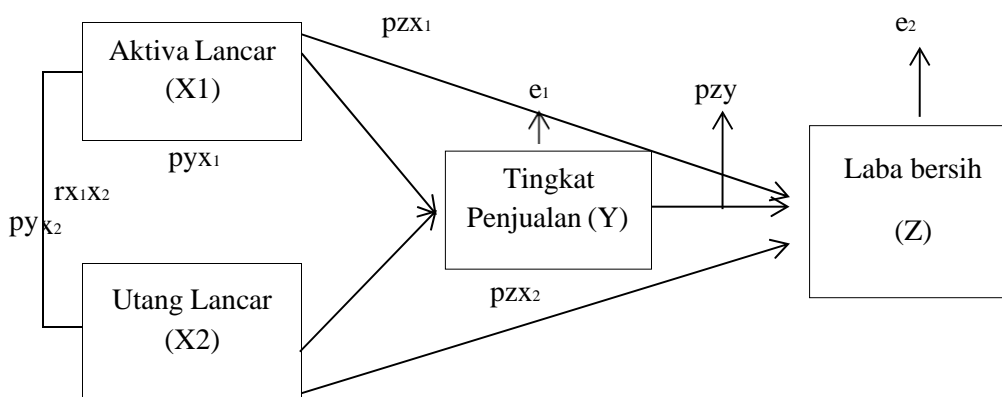 pzx₁
e₂
Aktiva Lancar
(X1)
e₁
pzy
pyx₁
Tingkat
Penjualan (Y)
Laba bersih
(Z)
rx₁x₂
pyx₂
Utang Lancar
(X2)
pzx₂